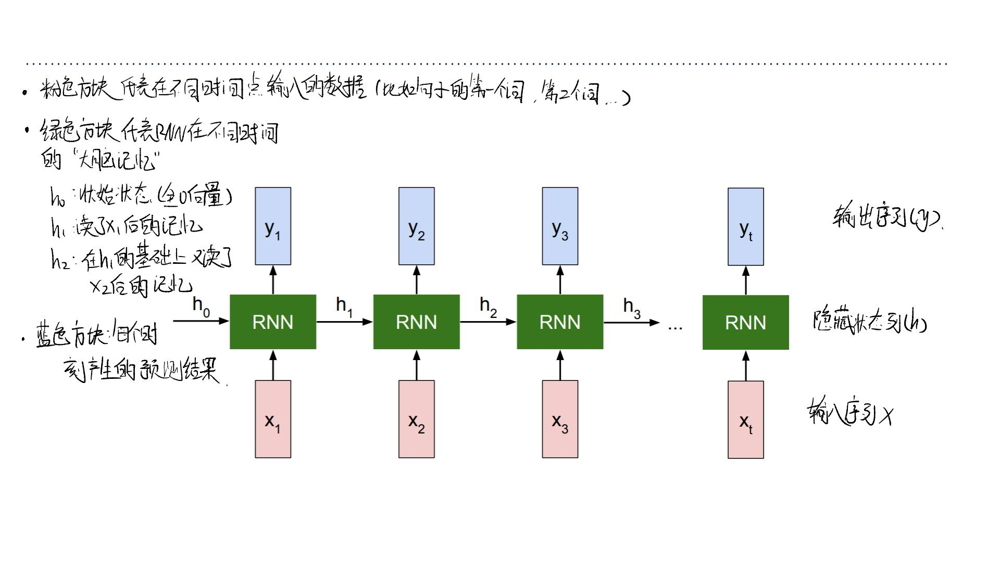 • 粉色方块代表在不同时间点输入的数据(比如句子的第一个词,第2个词...)
• 绿色方块代表RNN在不同时间
的“大脑记忆”
h₀:状始状态(全0向量)
h₁:读了x₁后的记忆
h₂:在h₁的基础上又读了
x₂后的记忆
• 蓝色方块:每个时
刻产生的预测结果.
y₁ y₂ y₃ yₜ 输出序列(y).
h₀ RNN h₁ RNN h₂ RNN h₃ ... RNN 隐藏状态列(h)
x₁ x₂ x₃ xₜ 输入序列x